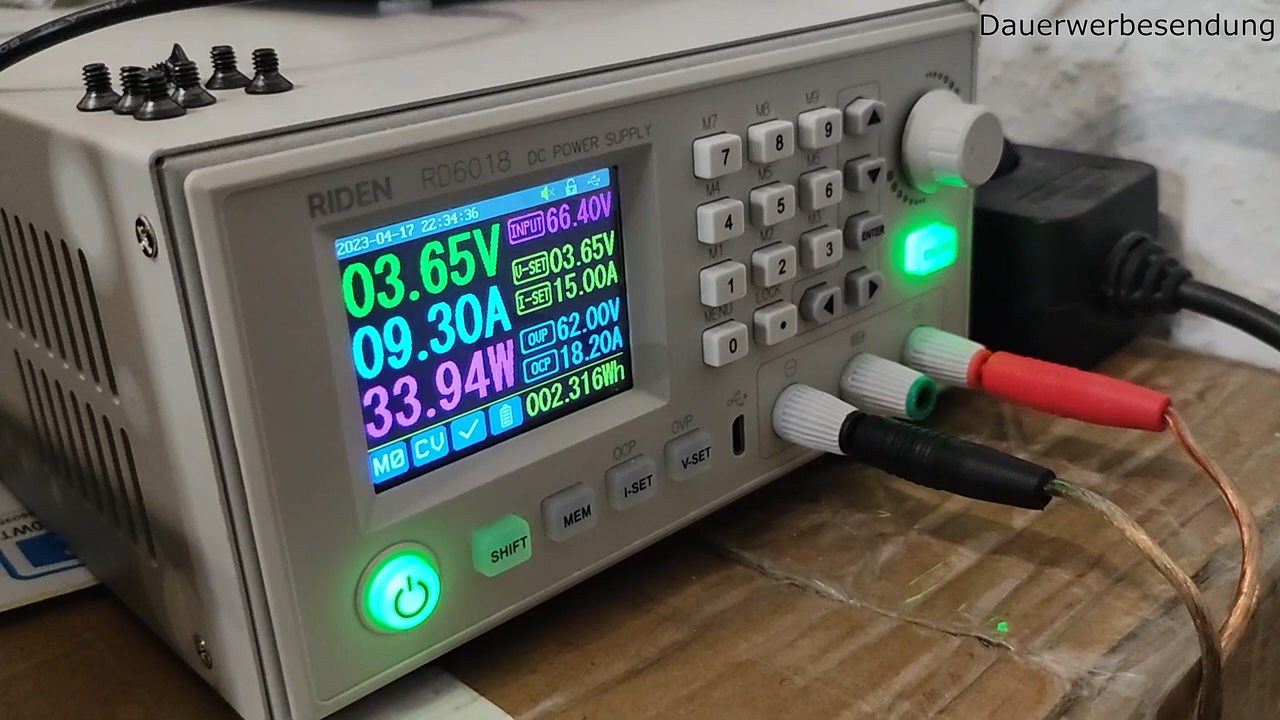 Dauerwerbesendung
RIDEN RD6018 DC POWER SUPPLY
2023-04-17 22:34:36
03.65V
09.30A
33.94W
M0 CV
INPUT 66.40V
V-SET 03.65V
I-SET 15.00A
OVP 62.00V
OCP 18.20A
002.316Wh
M7 M8 M9
7 8 9
M4 M5 M6
4 5 6
M1 M2 M3
1 2 3 ENTER
MENU LOCK
0 •
OCP OVP
SHIFT MEM I-SET V-SET